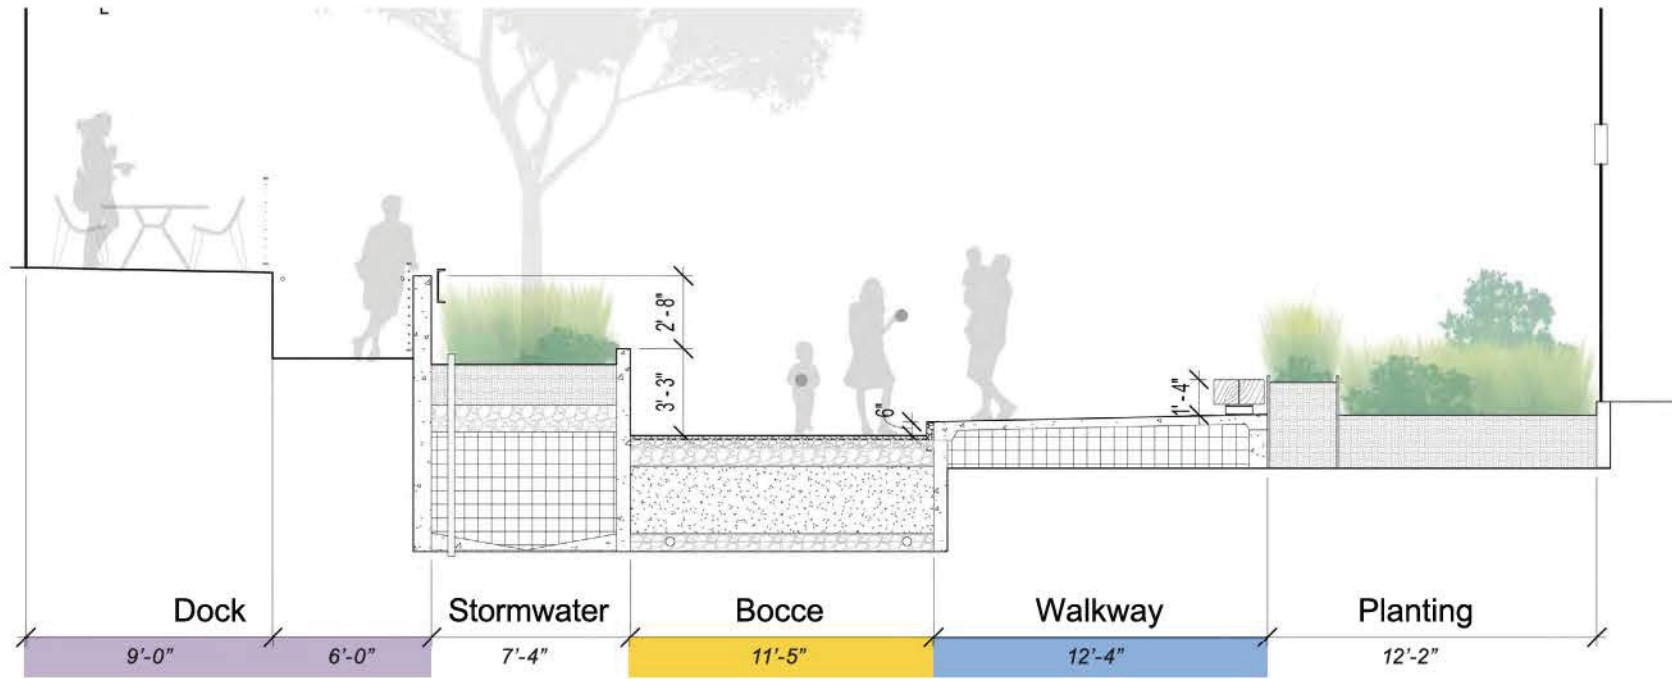 2'-8"
3'-3"
6"
1'-4"
Dock
Stormwater
Bocce
Walkway
Planting
9'-0"
6'-0"
7'-4"
11'-5"
12'-4"
12'-2"